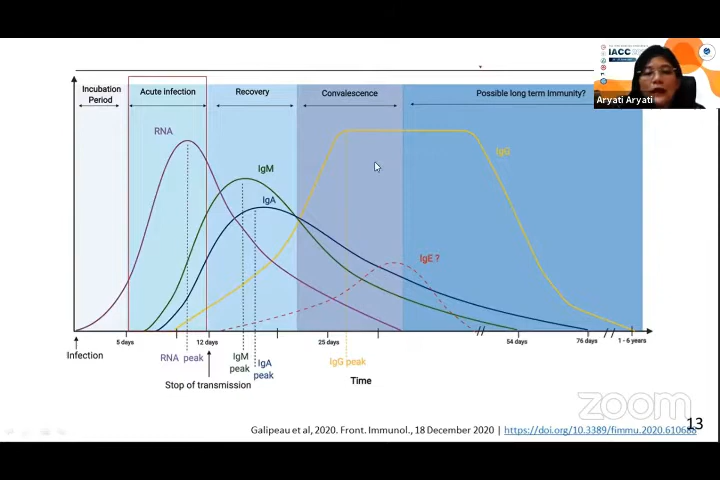 IACC
Aryati Aryati
Incubation
Period
Acute infection
Recovery
Convalescence
Possible long term Immunity?
RNA
IgM
IgA
IgG
IgE ?
Infection
5 days
12 days
25 days
54 days
76 days
1 - 6 years
RNA peak
Stop of transmission
IgM
peak
IgA
peak
IgG peak
Time
zoom
Galipeau et al, 2020. Front. Immunol., 18 December 2020 | https://doi.org/10.3389/fimmu.2020.610688
13